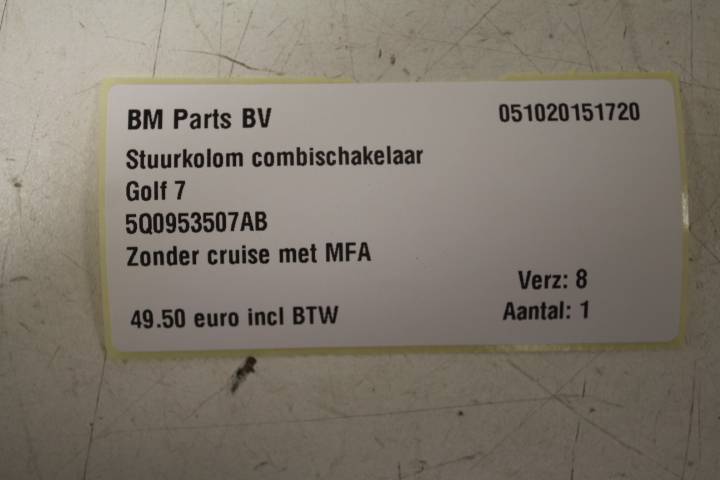 BM Parts BV 051020151720
Stuurkolom combischakelaar
Golf 7
5Q0953507AB
Zonder cruise met MFA
Verz: 8
49.50 euro incl BTW Aantal: 1